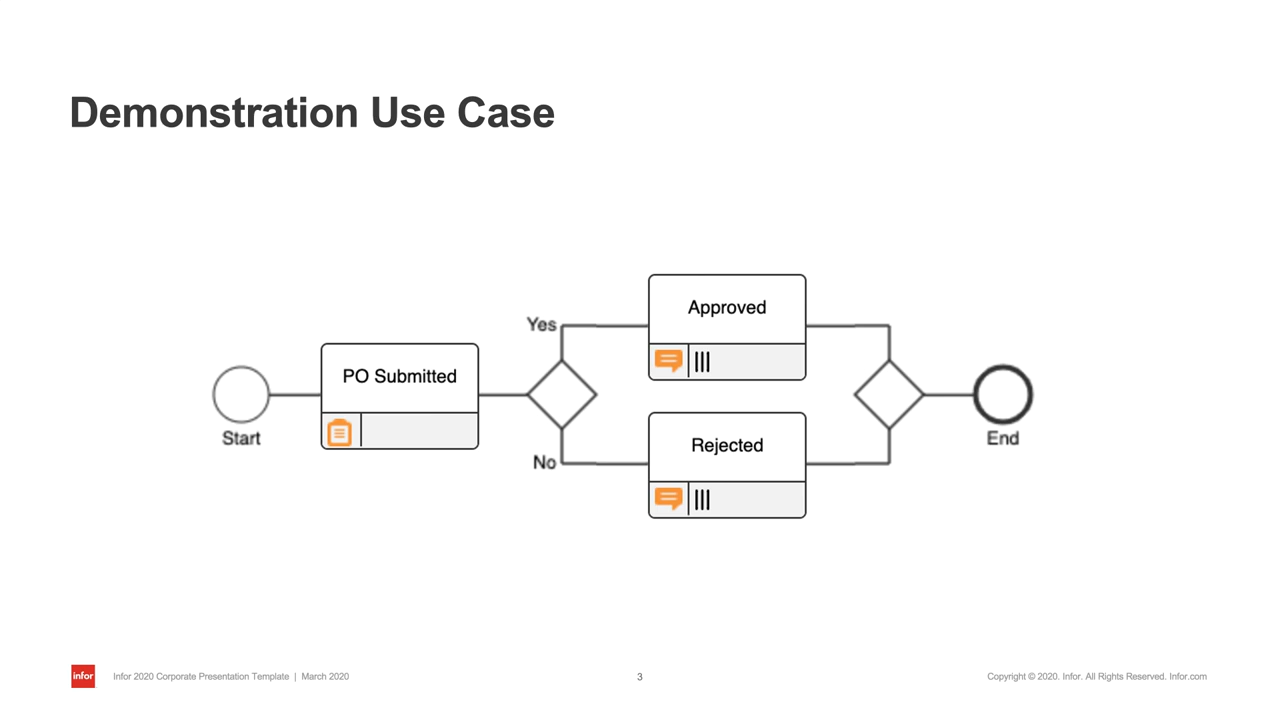 Demonstration Use Case
Approved
Yes
PO Submitted
Start
End
Rejected
No
infor
Infor 2020 Corporate Presentation Template | March 2020
3
Copyright © 2020. Infor. All Rights Reserved. Infor.com